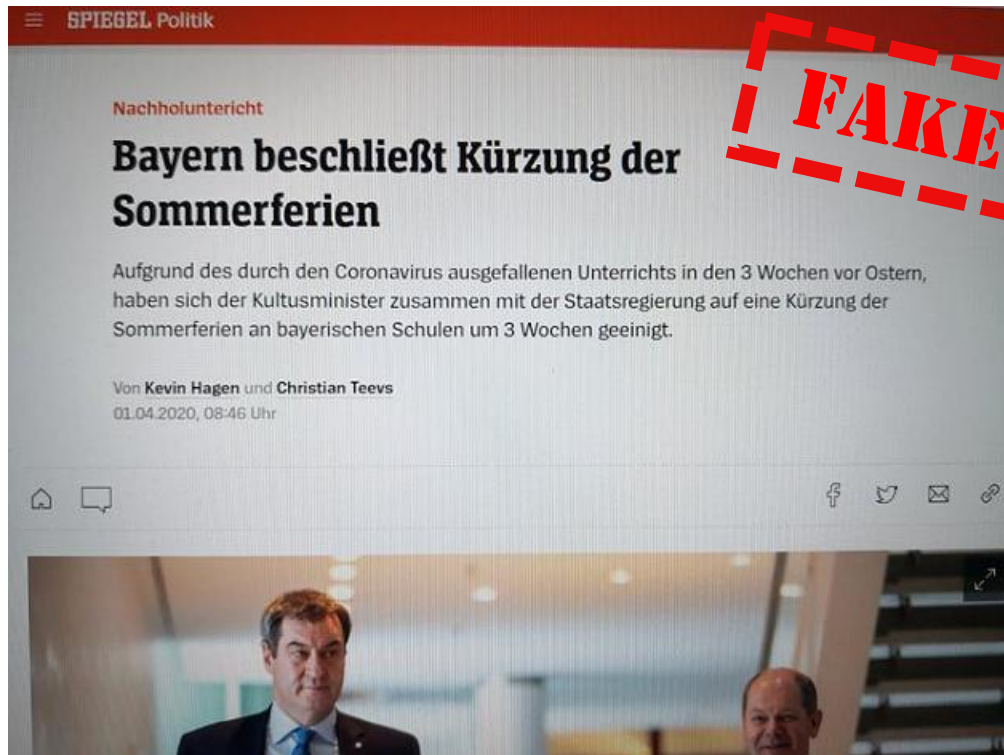 SPIEGEL Politik
FAKE
Nachholunterricht
Bayern beschließt Kürzung der
Sommerferien
Aufgrund des durch den Coronavirus ausgefallenen Unterrichts in den 3 Wochen vor Ostern,
haben sich der Kultusminister zusammen mit der Staatsregierung auf eine Kürzung der
Sommerferien an bayerischen Schulen um 3 Wochen geeinigt.
Von Kevin Hagen und Christian Teevs
01.04.2020, 08:46 Uhr